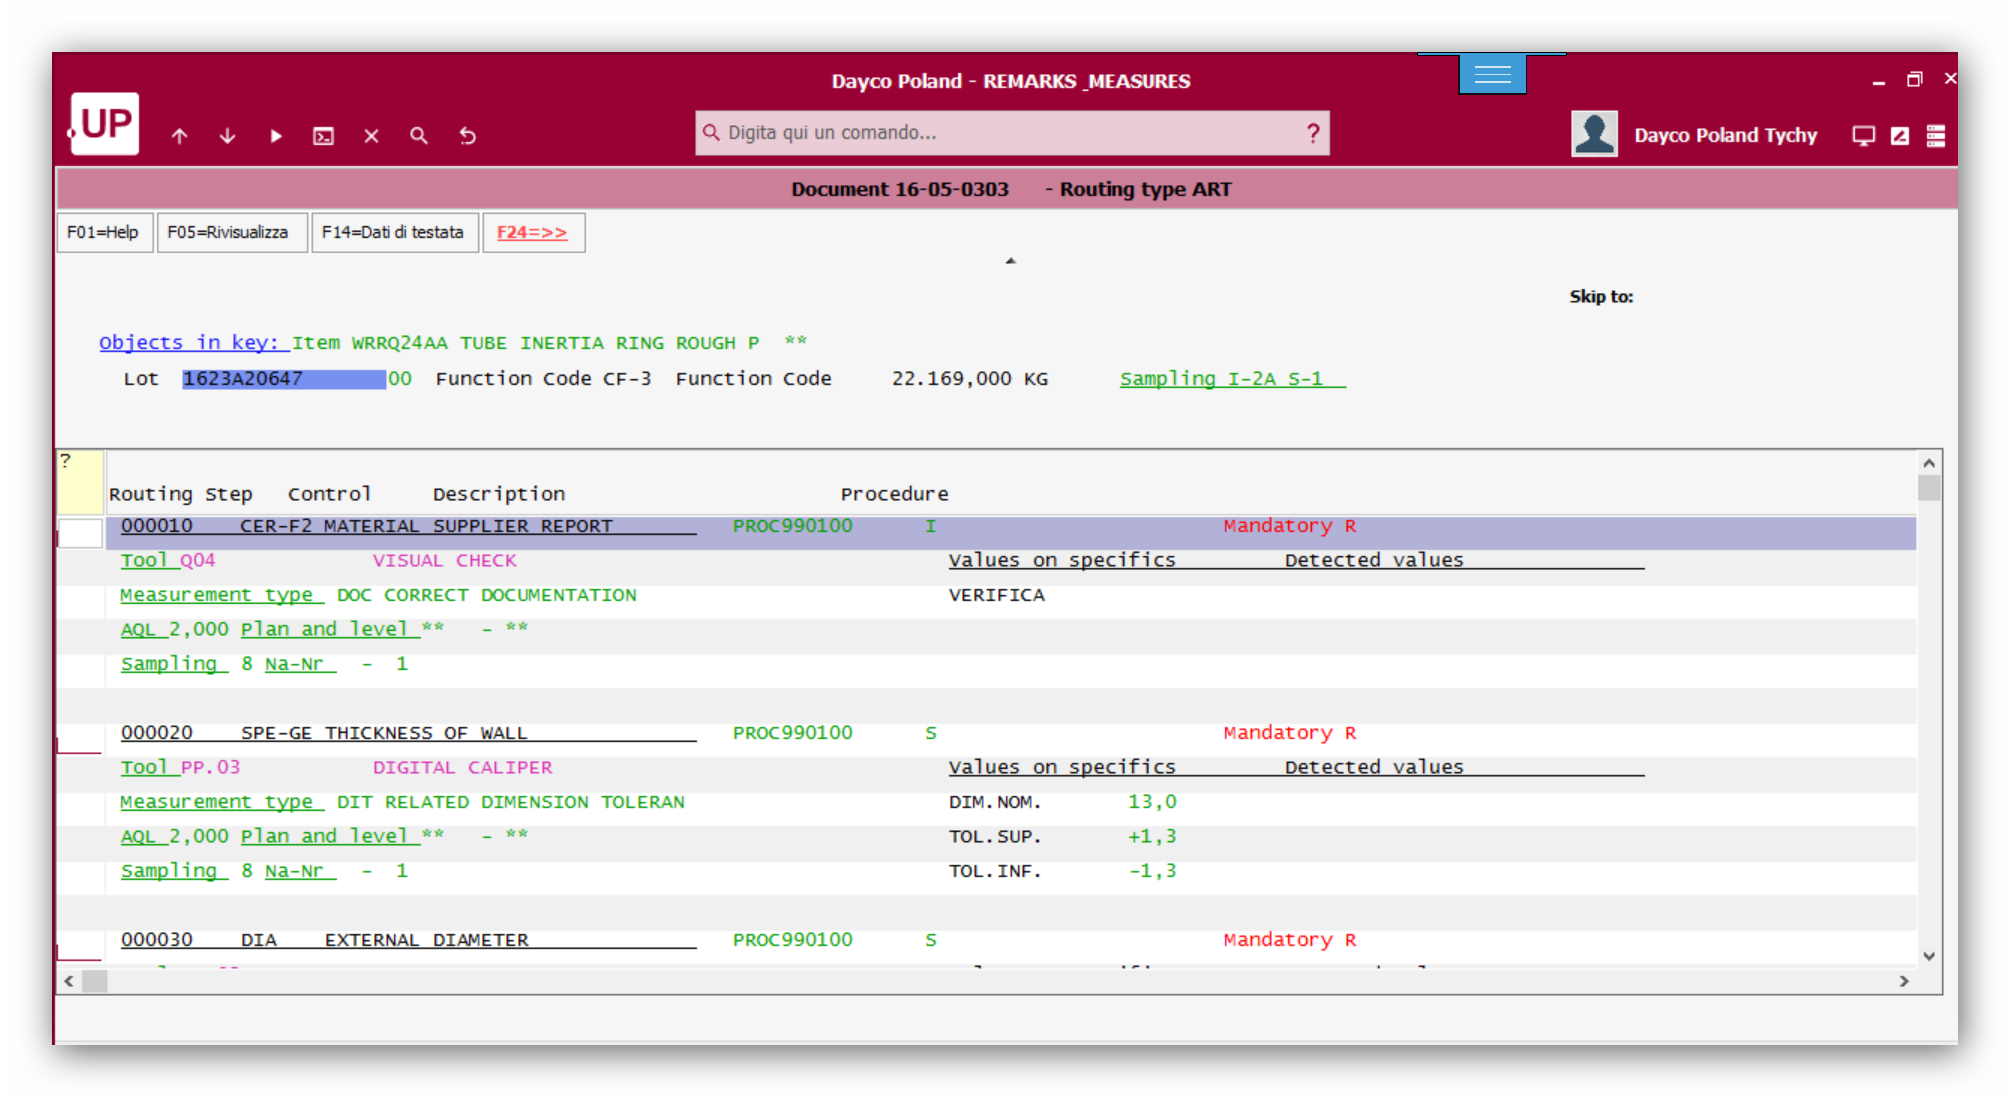 Dayco Poland - REMARKS _MEASURES
.UP
Digita qui un comando... ?
Dayco Poland Tychy
Document 16-05-0303 - Routing type ART
F01=Help F05=Rivisualizza F14=Dati di testata F24=>>
Skip to:
Objects in key: Item WRRQ24AA TUBE INERTIA RING ROUGH P **
Lot 1623A20647 00 Function Code CF-3 Function Code 22.169,000 KG Sampling I-2A S-1
?
Routing Step Control Description Procedure
000010 CER-F2 MATERIAL SUPPLIER REPORT PROC990100 I Mandatory R
Tool Q04 VISUAL CHECK Values on specifics Detected values
Measurement type DOC CORRECT DOCUMENTATION VERIFICA
AQL 2,000 Plan and level ** - **
Sampling 8 Na-Nr - 1
000020 SPE-GE THICKNESS OF WALL PROC990100 S Mandatory R
Tool PP.03 DIGITAL CALIPER Values on specifics Detected values
Measurement type DIT RELATED DIMENSION TOLERAN DIM.NOM. 13,0
AQL 2,000 Plan and level ** - ** TOL.SUP. +1,3
Sampling 8 Na-Nr - 1 TOL.INF. -1,3
000030 DIA EXTERNAL DIAMETER PROC990100 S Mandatory R